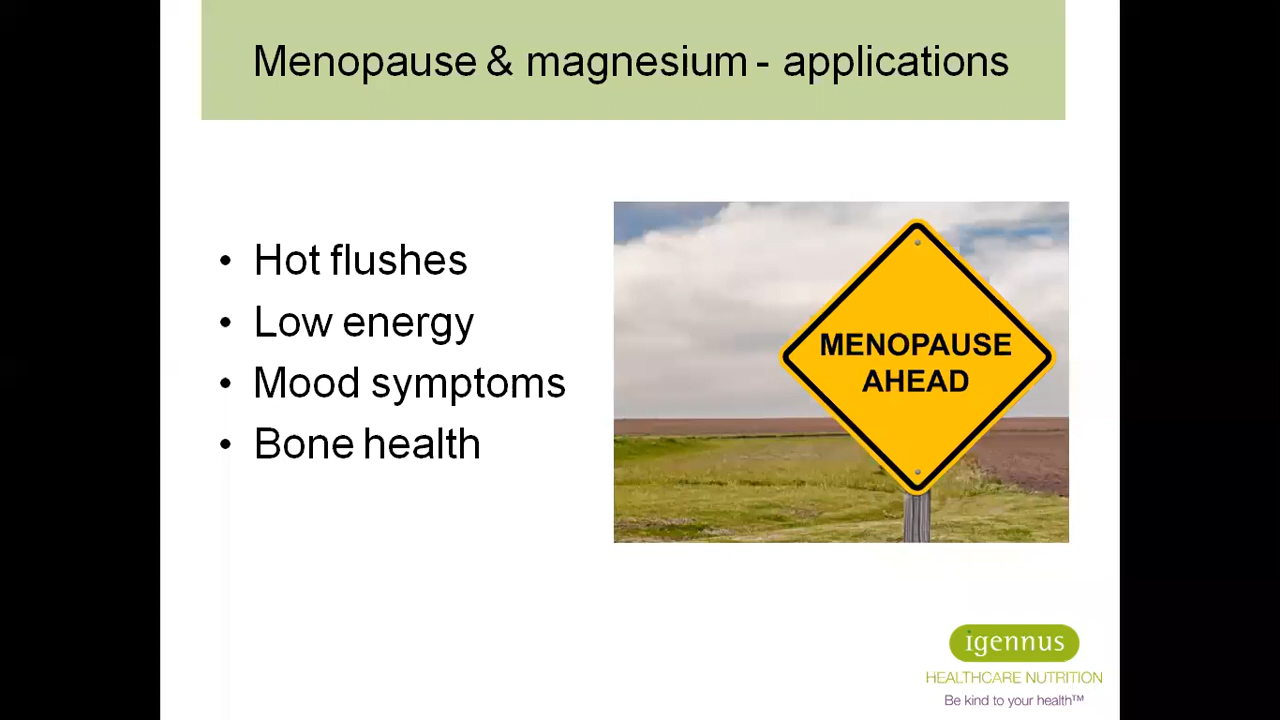 Menopause & magnesium - applications
• Hot flushes
• Low energy
• Mood symptoms
• Bone health
MENOPAUSE
AHEAD
igennus
HEALTHCARE NUTRITION
Be kind to your health™